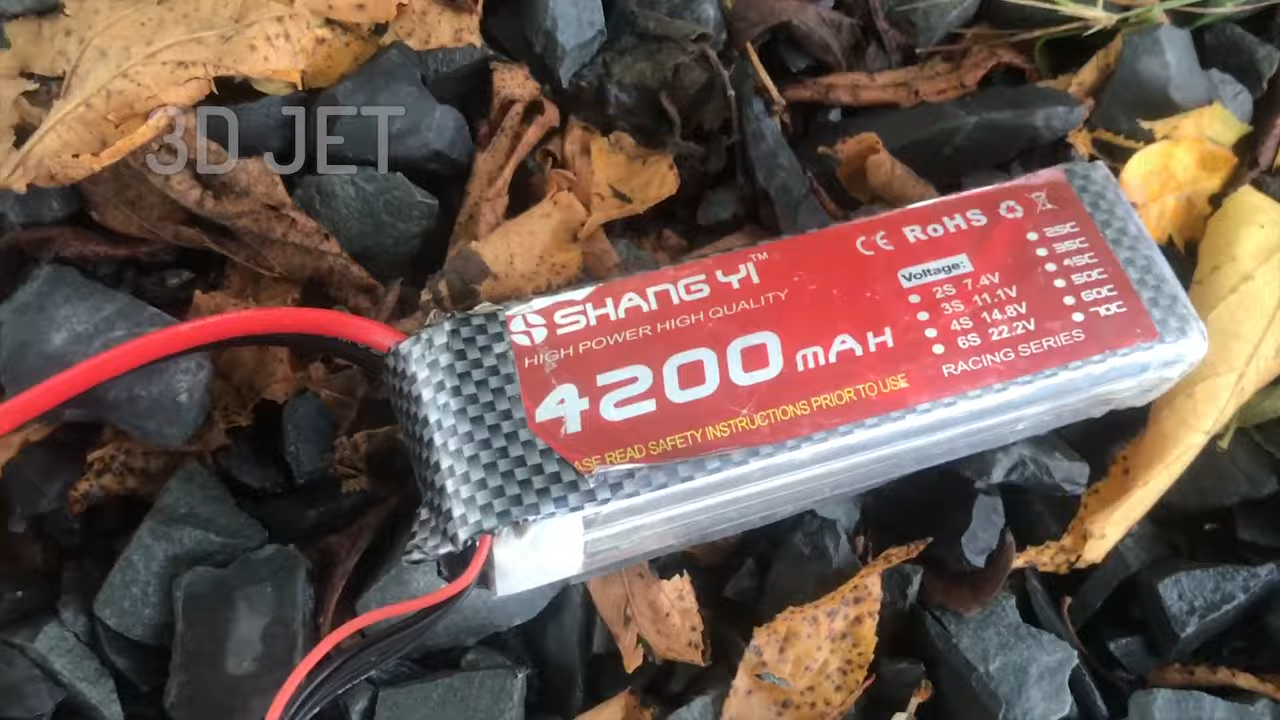 3D JET
SHANG YI™
HIGH POWER HIGH QUALITY
4200 mAH
ASE READ SAFETY INSTRUCTIONS PRIOR TO USE
CE RoHS
Voltage:
2S 7.4V
3S 11.1V
4S 14.8V
6S 22.2V
RACING SERIES
25C
35C
45C
50C
60C
70C